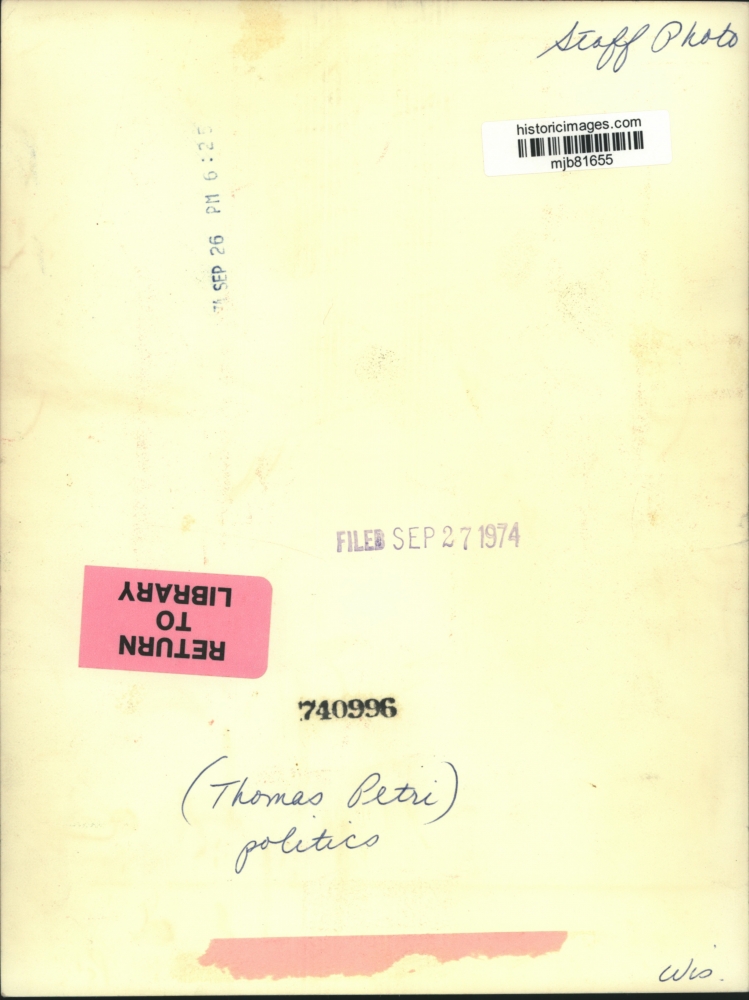 Staff Photo
historicimages.com
mjb81655
SEP 26 PM 6:25
FILED SEP 27 1974
RETURN
TO
LIBRARY
740996
(Thomas Petri)
politics
Wis.